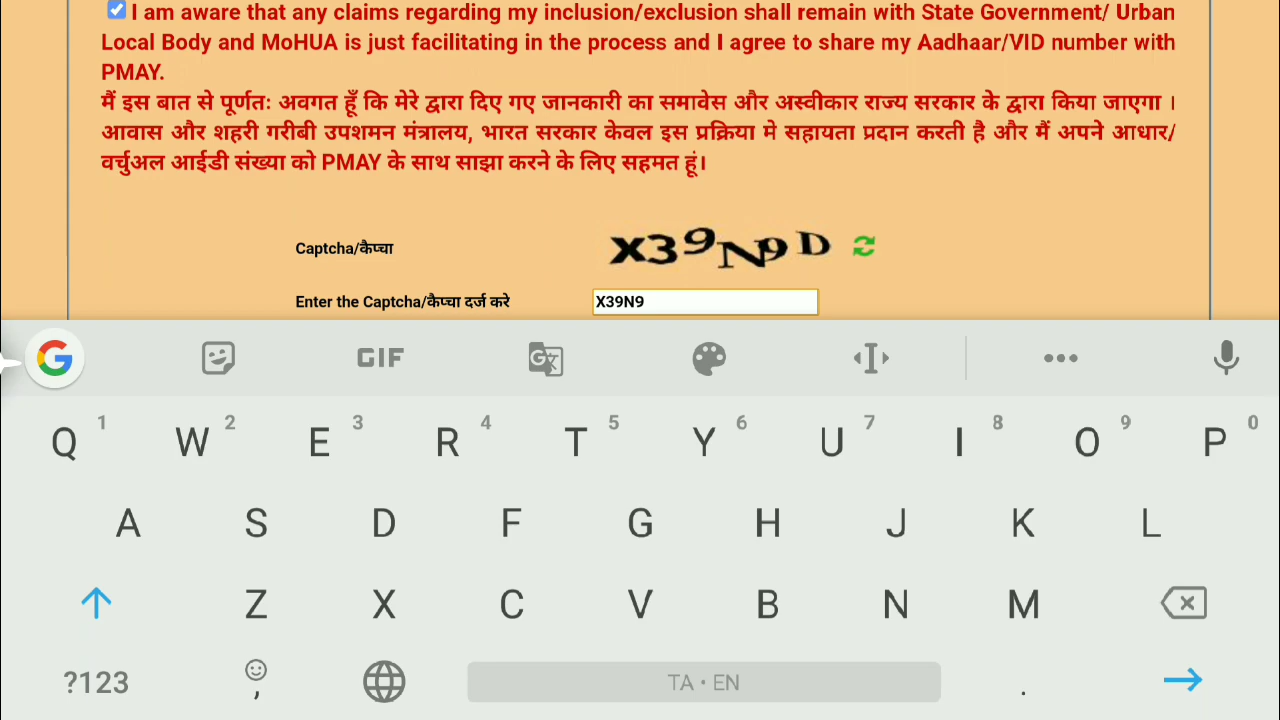 I am aware that any claims regarding my inclusion/exclusion shall remain with State Government/ Urban
Local Body and MoHUA is just facilitating in the process and I agree to share my Aadhaar/VID number with
PMAY.
मैं इस बात से पूर्णतः अवगत हूँ कि मेरे द्वारा दिए गए जानकारी का समावेस और अस्वीकार राज्य सरकार के द्वारा किया जाएगा ।
आवास और शहरी गरीबी उपशमन मंत्रालय, भारत सरकार केवल इस प्रक्रिया मे सहायता प्रदान करती है और मैं अपने आधार/
वर्चुअल आईडी संख्या को PMAY के साथ साझा करने के लिए सहमत हूं।
Captcha/कैप्चा X39N9D
Enter the Captcha/कैप्चा दर्ज करे X39N9
G GIF G文
Q 1 W 2 E 3 R 4 T 5 Y 6 U 7 I 8 O 9 P 0
A S D F G H J K L
Z X C V B N M
?123 , TA • EN .